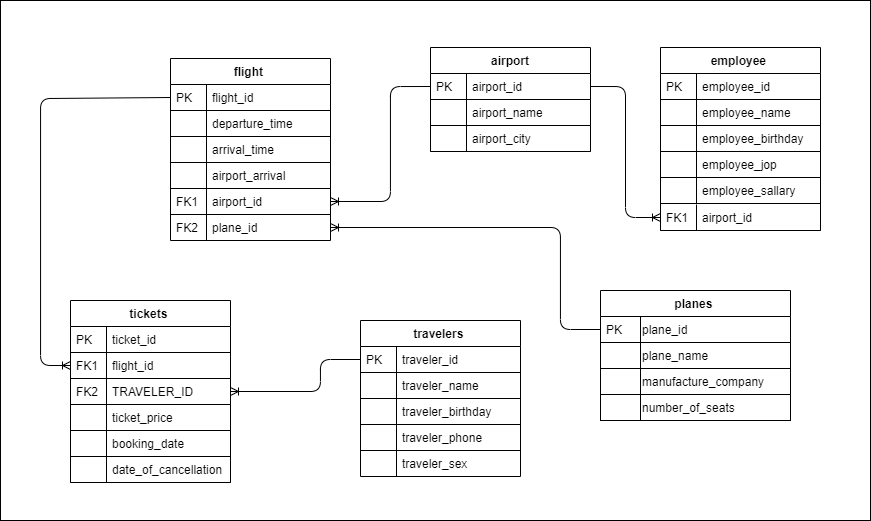 flight
PK flight_id
departure_time
arrival_time
airport_arrival
FK1 airport_id
FK2 plane_id
airport
PK airport_id
airport_name
airport_city
employee
PK employee_id
employee_name
employee_birthday
employee_jop
employee_sallary
FK1 airport_id
tickets
PK ticket_id
FK1 flight_id
FK2 TRAVELER_ID
ticket_price
booking_date
date_of_cancellation
travelers
PK traveler_id
traveler_name
traveler_birthday
traveler_phone
traveler_sex
planes
PK plane_id
plane_name
manufacture_company
number_of_seats